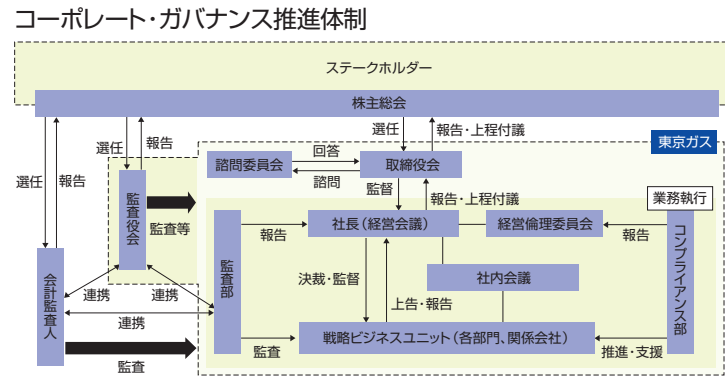 コーポレート・ガバナンス推進体制
ステークホルダー
株主総会
選任
報告
選任
報告
選任
報告・上程付議
東京ガス
諮問委員会
回答
諮問
取締役会
監督
報告・上程付議
業務執行
監査役会
監査等
会計監査人
連携
連携
連携
監査
監査部
報告
社長（経営会議）
経営倫理委員会
報告
コンプライアンス部
決裁・監督
上告・報告
社内会議
監査
戦略ビジネスユニット（各部門、関係会社）
推進・支援